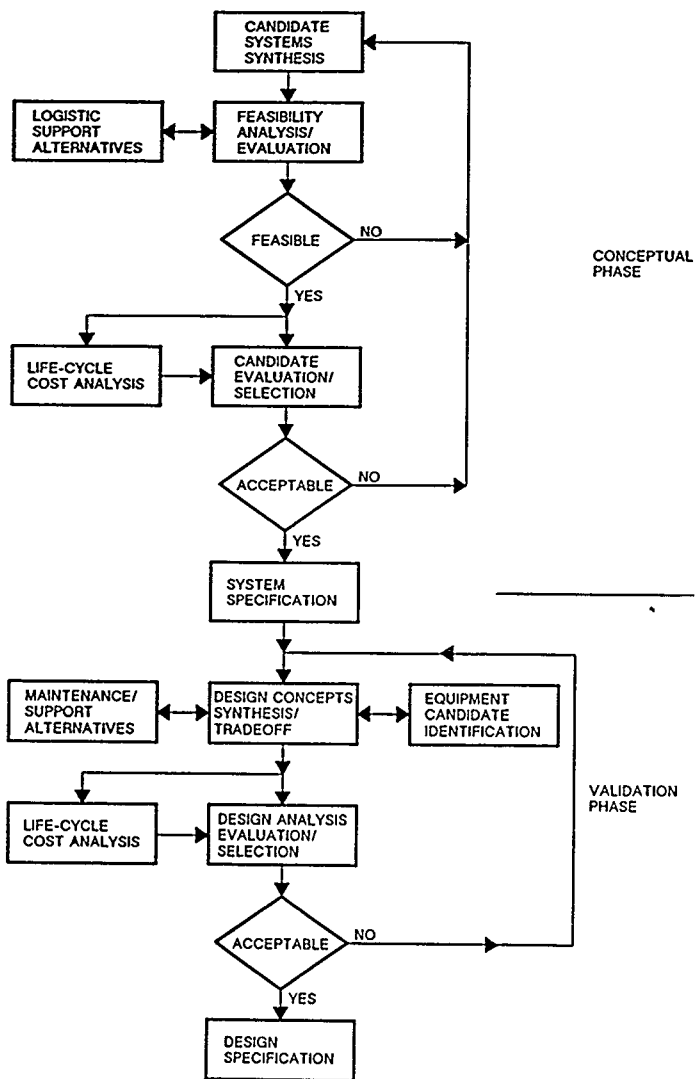 CANDIDATE
SYSTEMS
SYNTHESIS
LOGISTIC
SUPPORT
ALTERNATIVES
FEASIBILITY
ANALYSIS/
EVALUATION
FEASIBLE
NO
YES
CONCEPTUAL
PHASE
LIFE-CYCLE
COST ANALYSIS
CANDIDATE
EVALUATION/
SELECTION
ACCEPTABLE
NO
YES
SYSTEM
SPECIFICATION
MAINTENANCE/
SUPPORT
ALTERNATIVES
DESIGN CONCEPTS
SYNTHESIS/
TRADEOFF
EQUIPMENT
CANDIDATE
IDENTIFICATION
VALIDATION
PHASE
LIFE-CYCLE
COST ANALYSIS
DESIGN ANALYSIS
EVALUATION/
SELECTION
ACCEPTABLE
NO
YES
DESIGN
SPECIFICATION